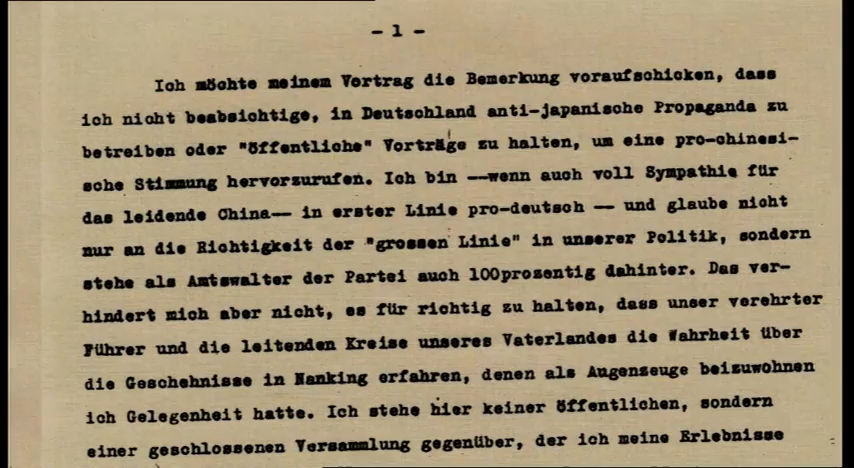 - 1 -
Ich möchte meinem Vortrag die Bemerkung voraufschicken, dass
ich nicht beabsichtige, in Deutschland anti-japanische Propaganda zu
betreiben oder "öffentliche" Vorträge zu halten, um eine pro-chinesi-
sche Stimmung hervorzurufen. Ich bin --wenn auch voll Sympathie für
das leidende China-- in erster Linie pro-deutsch -- und glaube nicht
nur an die Richtigkeit der "grossen Linie" in unserer Politik, sondern
stehe als Amtswalter der Partei auch 100prozentig dahinter. Das ver-
hindert mich aber nicht, es für richtig zu halten, dass unser verehrter
Führer und die leitenden Kreise unseres Vaterlandes die Wahrheit über
die Geschehnisse in Nanking erfahren, denen als Augenzeuge beizuwohnen
ich Gelegenheit hatte. Ich stehe hier keiner öffentlichen, sondern
einer geschlossenen Versammlung gegenüber, der ich meine Erlebnisse